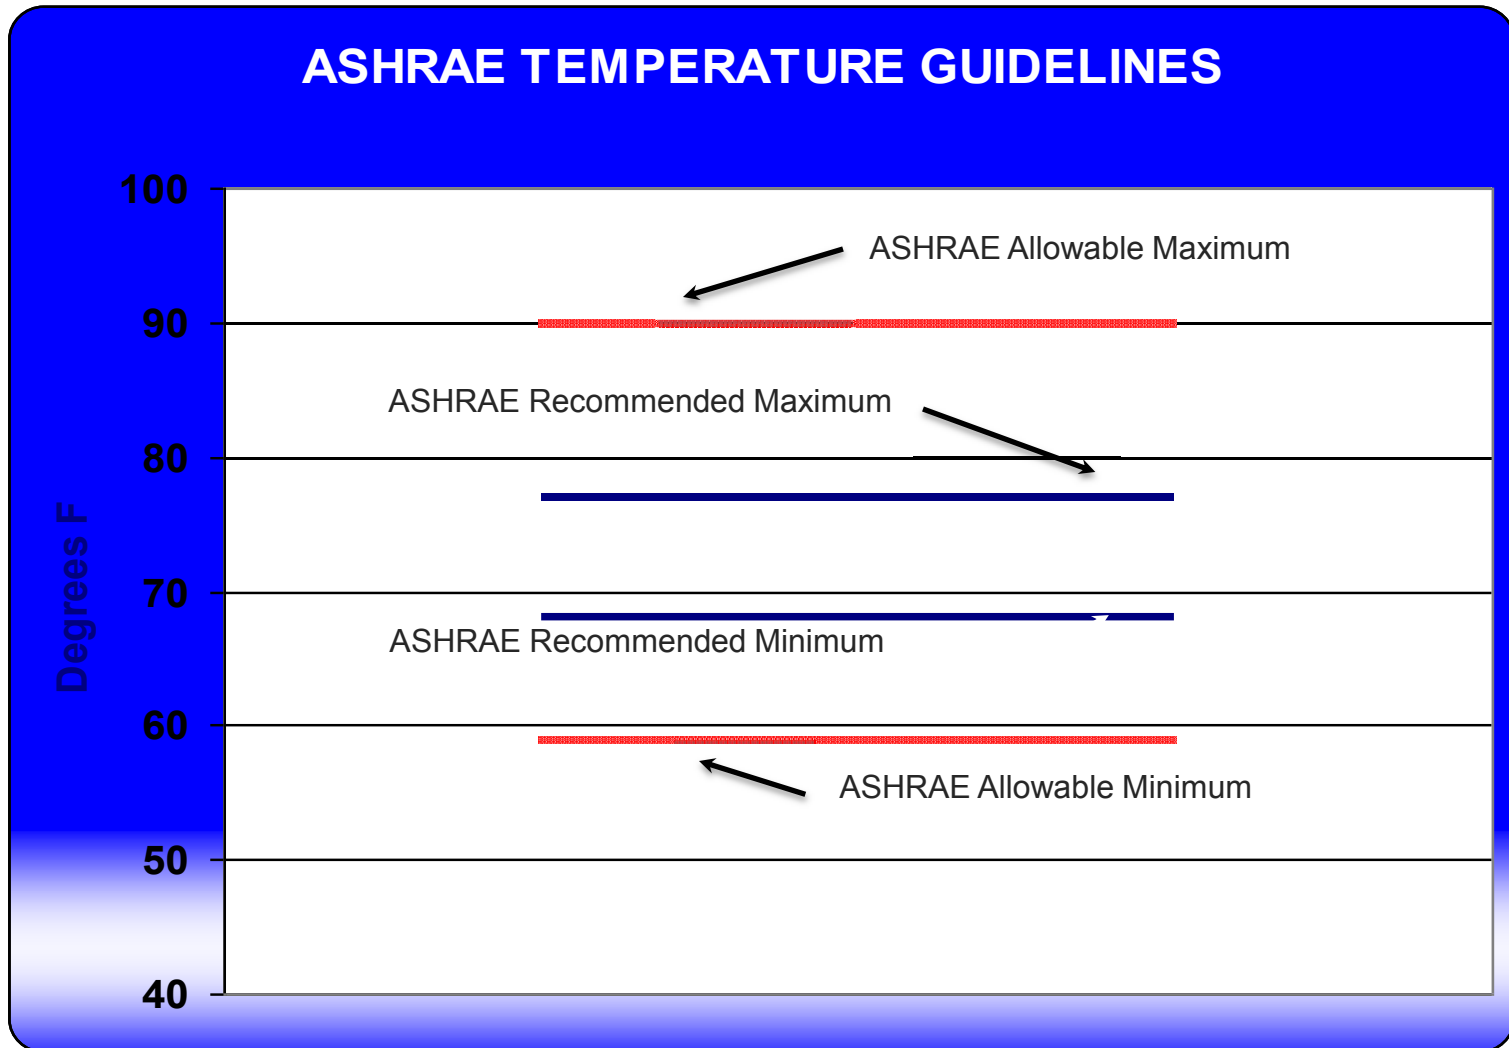 ASHRAE TEMPERATURE GUIDELINES
100
ASHRAE Allowable Maximum
90
ASHRAE Recommended Maximum
80
Degrees F
70
ASHRAE Recommended Minimum
60
ASHRAE Allowable Minimum
50
40